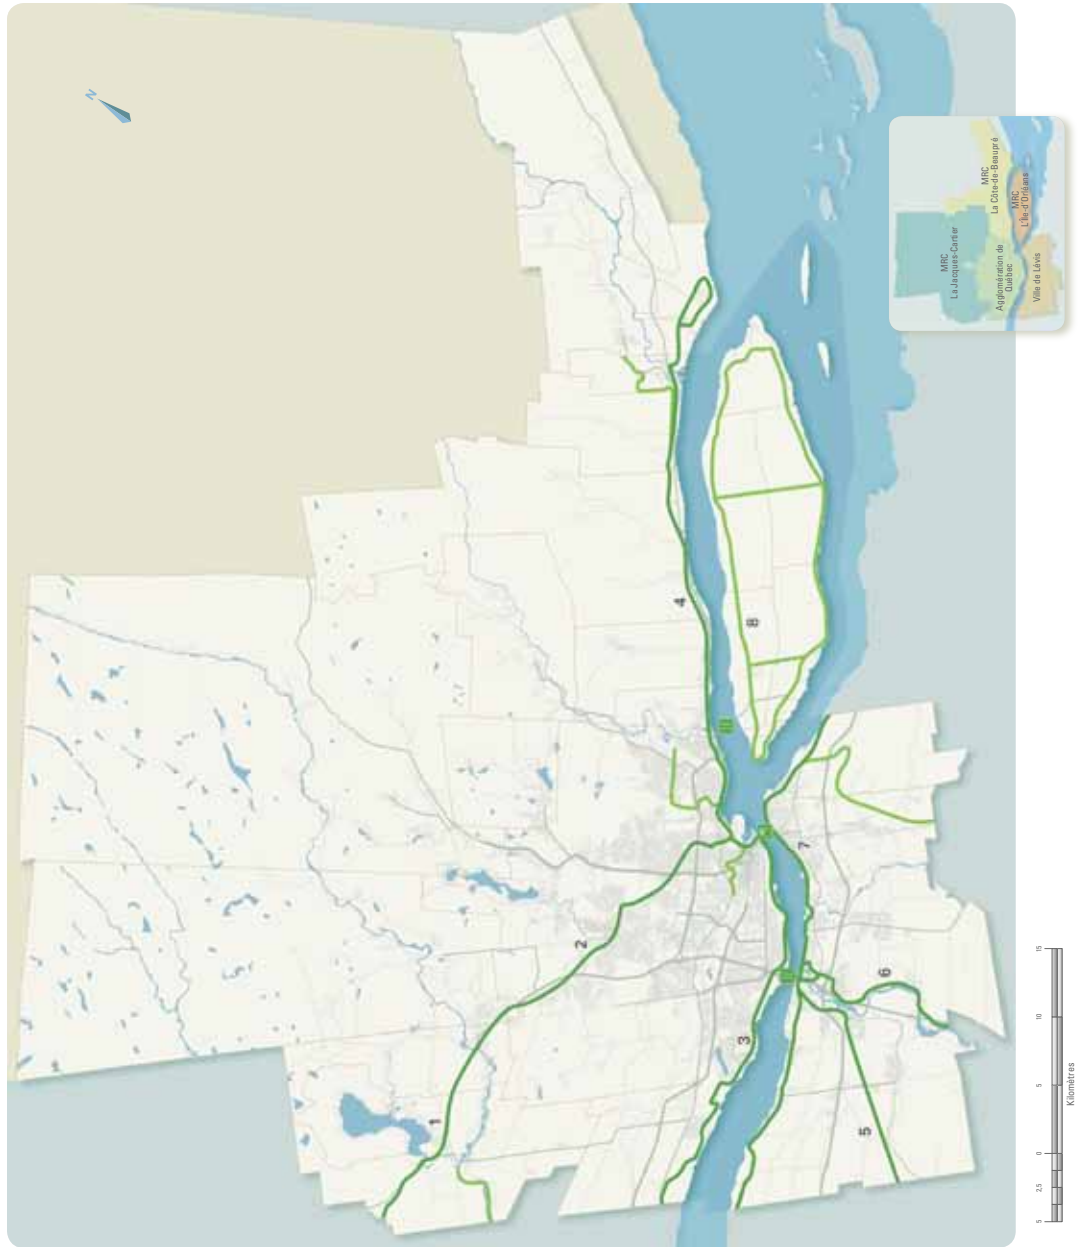 N
MRC
La Jacques-Cartier
MRC
La Côte-de-Beaupré
MRC
L'Île-d'Orléans
Agglomération de
Québec
Ville de Lévis
1
2
3
4
5
6
7
8
5 2,5 0 5 10 15
Kilomètres